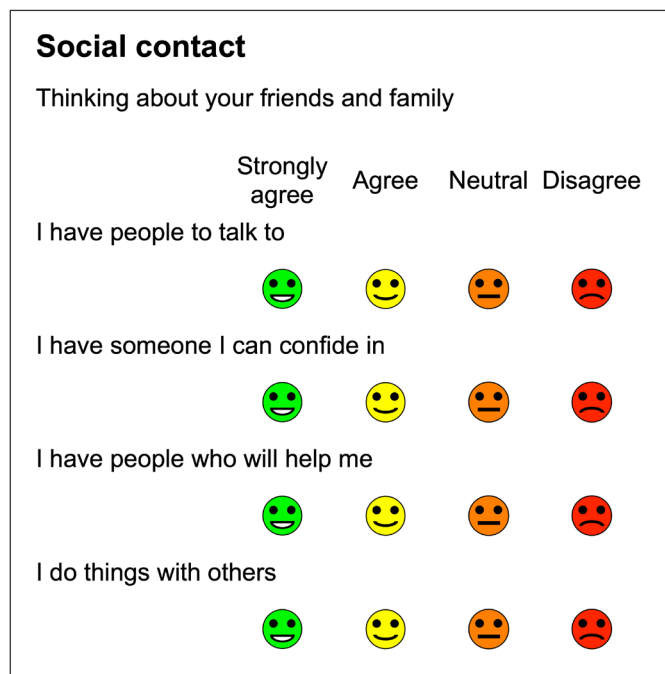 Social contact
Thinking about your friends and family
Strongly
agree
Agree
Neutral
Disagree
I have people to talk to
I have someone I can confide in
I have people who will help me
I do things with others